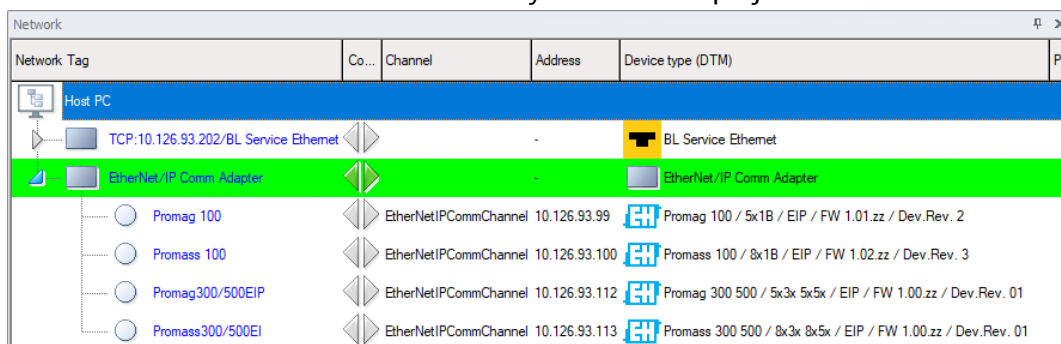 Network
Network Tag Co... Channel Address Device type (DTM) P
Host PC
TCP:10.126.93.202/BL Service Ethernet - BL Service Ethernet
EtherNet/IP Comm Adapter - EtherNet/IP Comm Adapter
Promag 100 EtherNetIPCommChannel 10.126.93.99 EH Promag 100 / 5x1B / EIP / FW 1.01.zz / Dev.Rev. 2
Promass 100 EtherNetIPCommChannel 10.126.93.100 EH Promass 100 / 8x1B / EIP / FW 1.02.zz / Dev.Rev. 3
Promag300/500EIP EtherNetIPCommChannel 10.126.93.112 EH Promag 300 500 / 5x3x 5x5x / EIP / FW 1.00.zz / Dev.Rev. 01
Promass300/500EI EtherNetIPCommChannel 10.126.93.113 EH Promass 300 500 / 8x3x 8x5x / EIP / FW 1.00.zz / Dev.Rev. 01